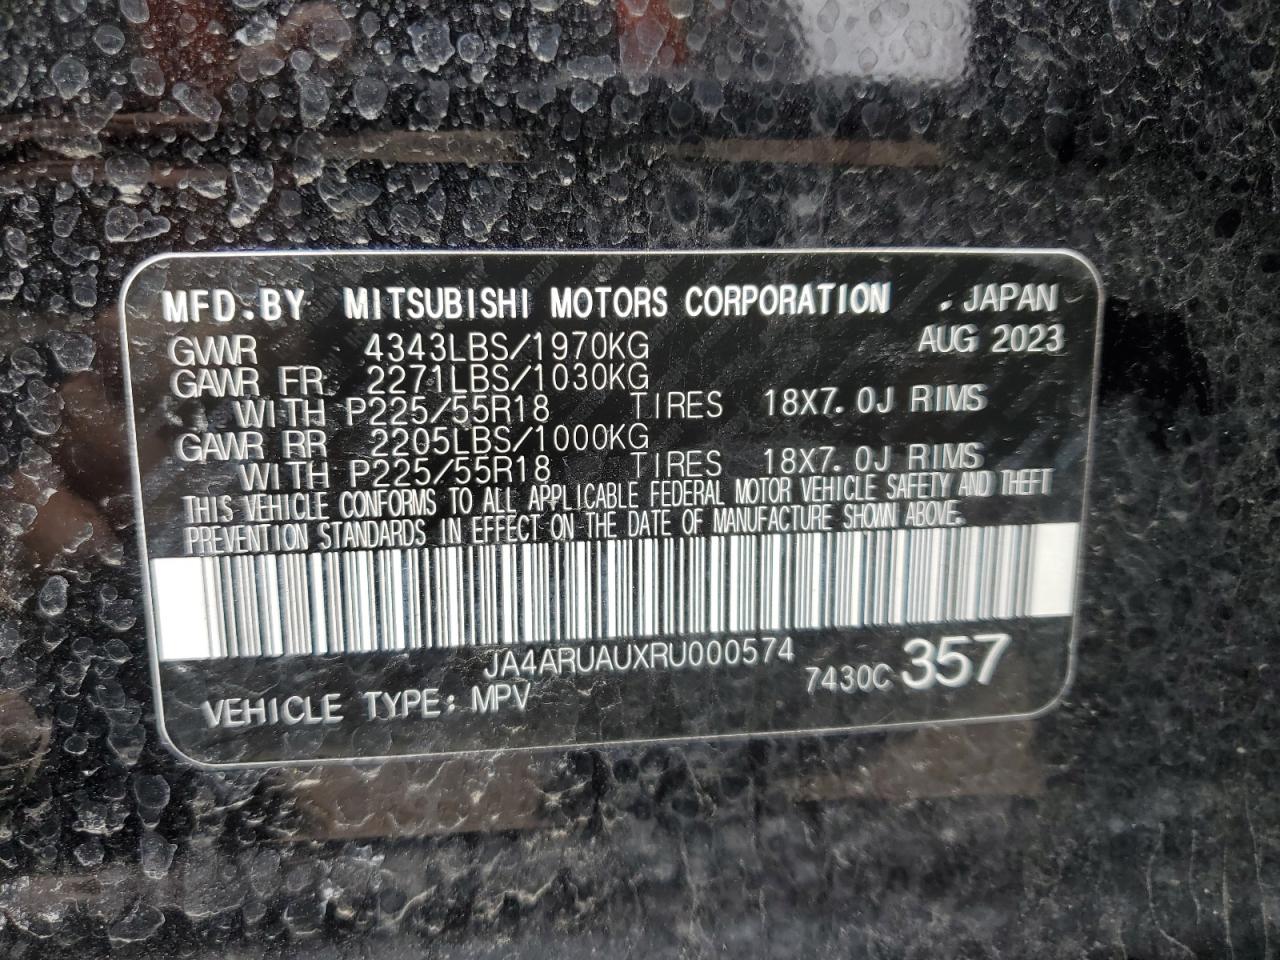 MFD.BY MITSUBISHI MOTORS CORPORATION . JAPAN
GVWR 4343LBS/1970KG AUG 2023
GAWR FR 2271LBS/1030KG
WITH P225/55R18 TIRES 18X7.0J RIMS
GAWR RR 2205LBS/1000KG
WITH P225/55R18 TIRES 18X7.0J RIMS
THIS VEHICLE CONFORMS TO ALL APPLICABLE FEDERAL MOTOR VEHICLE SAFETY AND THEFT
PREVENTION STANDARDS IN EFFECT ON THE DATE OF MANUFACTURE SHOWN ABOVE.
JA4ARUAUXRU000574
7430C 357
VEHICLE TYPE: MPV